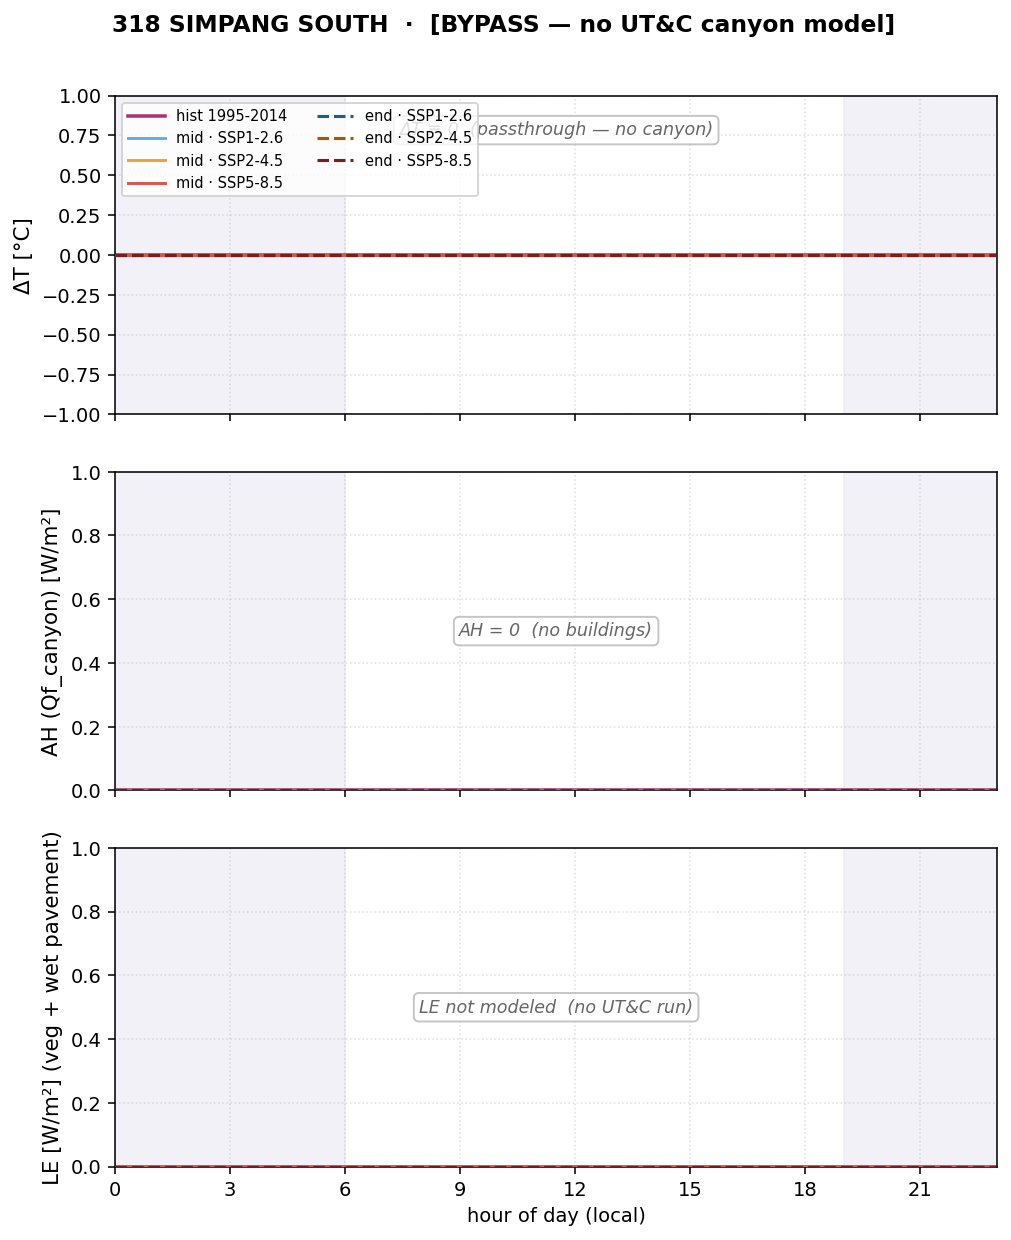 318 SIMPANG SOUTH · [BYPASS — no UT&C canyon model]
1.00
0.75
0.50
0.25
0.00
−0.25
−0.50
−0.75
−1.00
ΔT [°C]
hist 1995-2014
mid · SSP1-2.6
mid · SSP2-4.5
mid · SSP5-8.5
end · SSP1-2.6
end · SSP2-4.5
end · SSP5-8.5
(passthrough — no canyon)
1.0
0.8
0.6
0.4
0.2
0.0
AH (Qf_canyon) [W/m²]
AH = 0 (no buildings)
1.0
0.8
0.6
0.4
0.2
0.0
LE [W/m²] (veg + wet pavement)
LE not modeled (no UT&C run)
0 3 6 9 12 15 18 21
hour of day (local)